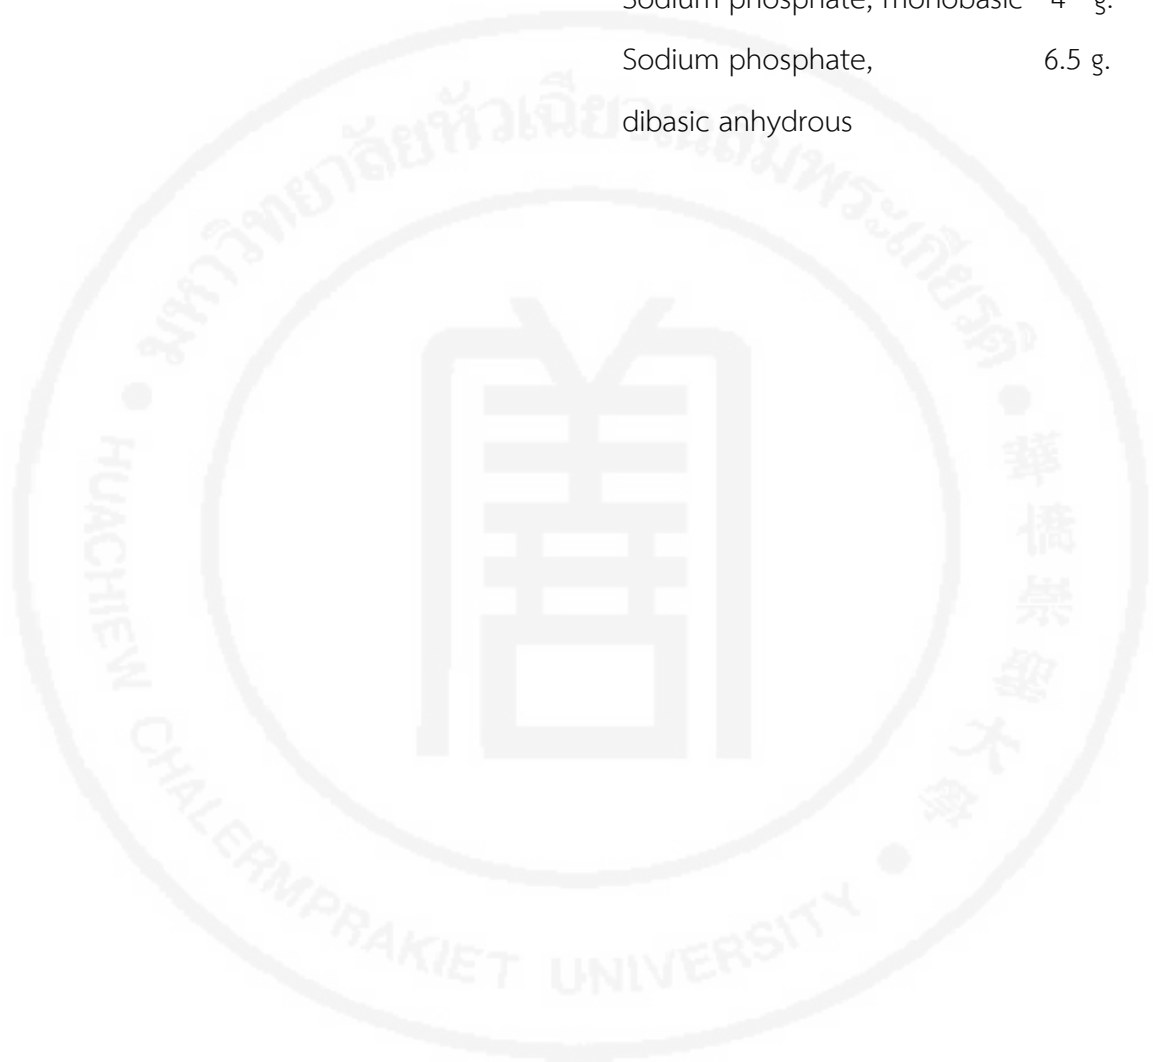 Sodium phosphate, monobasic 4 g.
Sodium phosphate, 6.5 g.
dibasic anhydrous
มหาวิทยาลัยหัวเฉียวเฉลิมพระเกียรติ
HUACHIEW CHALERMPRAKIET UNIVERSITY
華僑崇聖大學